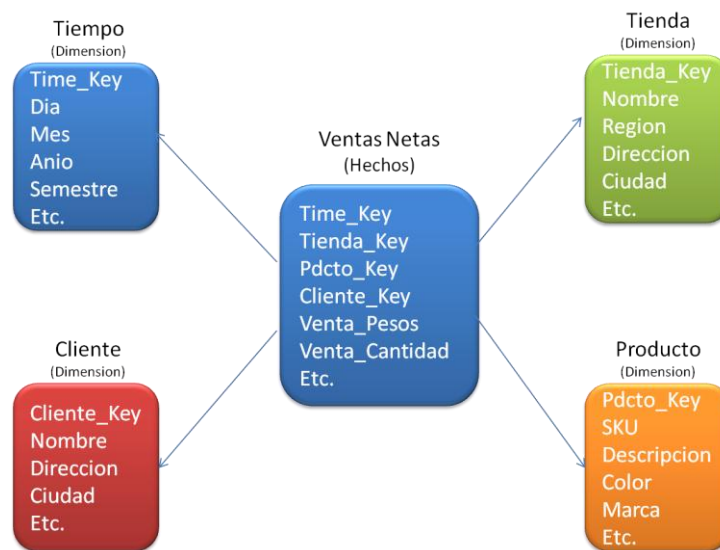 Tiempo
(Dimension)
Time_Key
Dia
Mes
Anio
Semestre
Etc.
Tienda
(Dimension)
Tienda_Key
Nombre
Region
Direccion
Ciudad
Etc.
Ventas Netas
(Hechos)
Time_Key
Tienda_Key
Pdcto_Key
Cliente_Key
Venta_Pesos
Venta_Cantidad
Etc.
Cliente
(Dimension)
Cliente_Key
Nombre
Direccion
Ciudad
Etc.
Producto
(Dimension)
Pdcto_Key
SKU
Descripcion
Color
Marca
Etc.